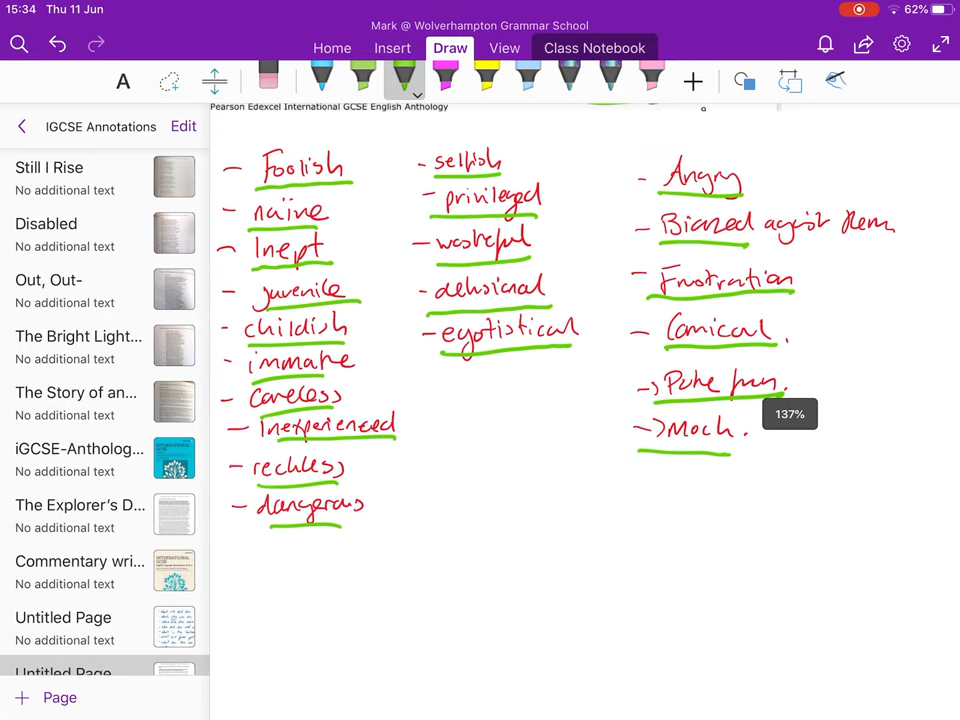 15:34 Thu 11 Jun
62%
Mark @ Wolverhampton Grammar School
Home Insert Draw View Class Notebook
A
Pearson Edexcel International GCSE English Anthology
9
IGCSE Annotations Edit
Still I Rise
No additional text
Disabled
No additional text
Out, Out-
No additional text
The Bright Light...
No additional text
The Story of an...
No additional text
iGCSE-Antholog...
No additional text
The Explorer's D...
No additional text
Commentary wri...
No additional text
Untitled Page
No additional text
Untitled Page
+ Page
- Foolish
- naïve
- Inept
- juvenile
- childish
- immature
- careless
- Inexperienced
- reckless
- dangerous
- selfish
- privileged
- wasteful
- delusional
- egotistical
- Angry
- Biased against them
- Frustration
- Comical.
-> Poke fun.
-> Mock.
137%